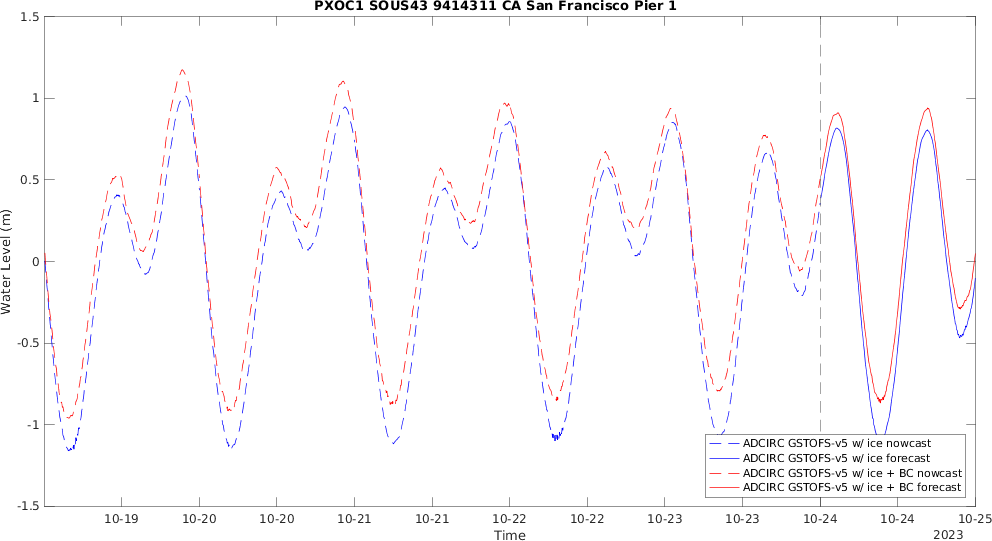 PXOC1 SOUS43 9414311 CA San Francisco Pier 1
1.5
1
0.5
0
-0.5
-1
-1.5
Water Level (m)
ADCIRC GSTOFS-v5 w/ ice nowcast
ADCIRC GSTOFS-v5 w/ ice forecast
ADCIRC GSTOFS-v5 w/ ice + BC nowcast
ADCIRC GSTOFS-v5 w/ ice + BC forecast
10-19 10-20 10-20 10-21 10-21 10-22 10-22 10-23 10-23 10-24 10-24 10-25
Time
2023